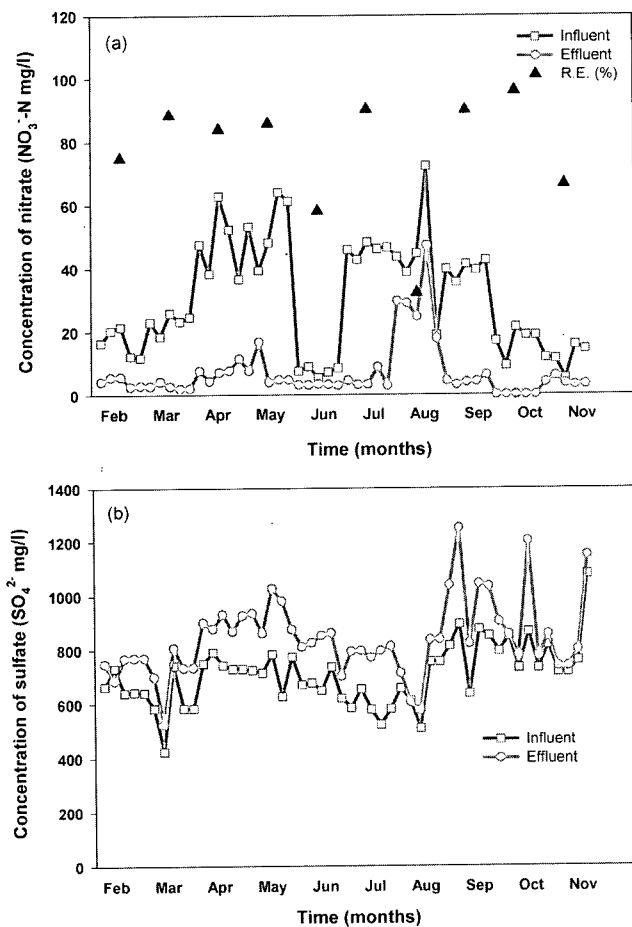 (a)
Influent
Effluent
R.E. (%)
120
100
80
60
40
20
0
Concentration of nitrate (NO₃⁻-N mg/l)
Feb Mar Apr May Jun Jul Aug Sep Oct Nov
Time (months)
(b)
1400
1200
1000
800
600
400
200
0
Concentration of sulfate (SO₄²⁻ mg/l)
Influent
Effluent
Feb Mar Apr May Jun Jul Aug Sep Oct Nov
Time (months)